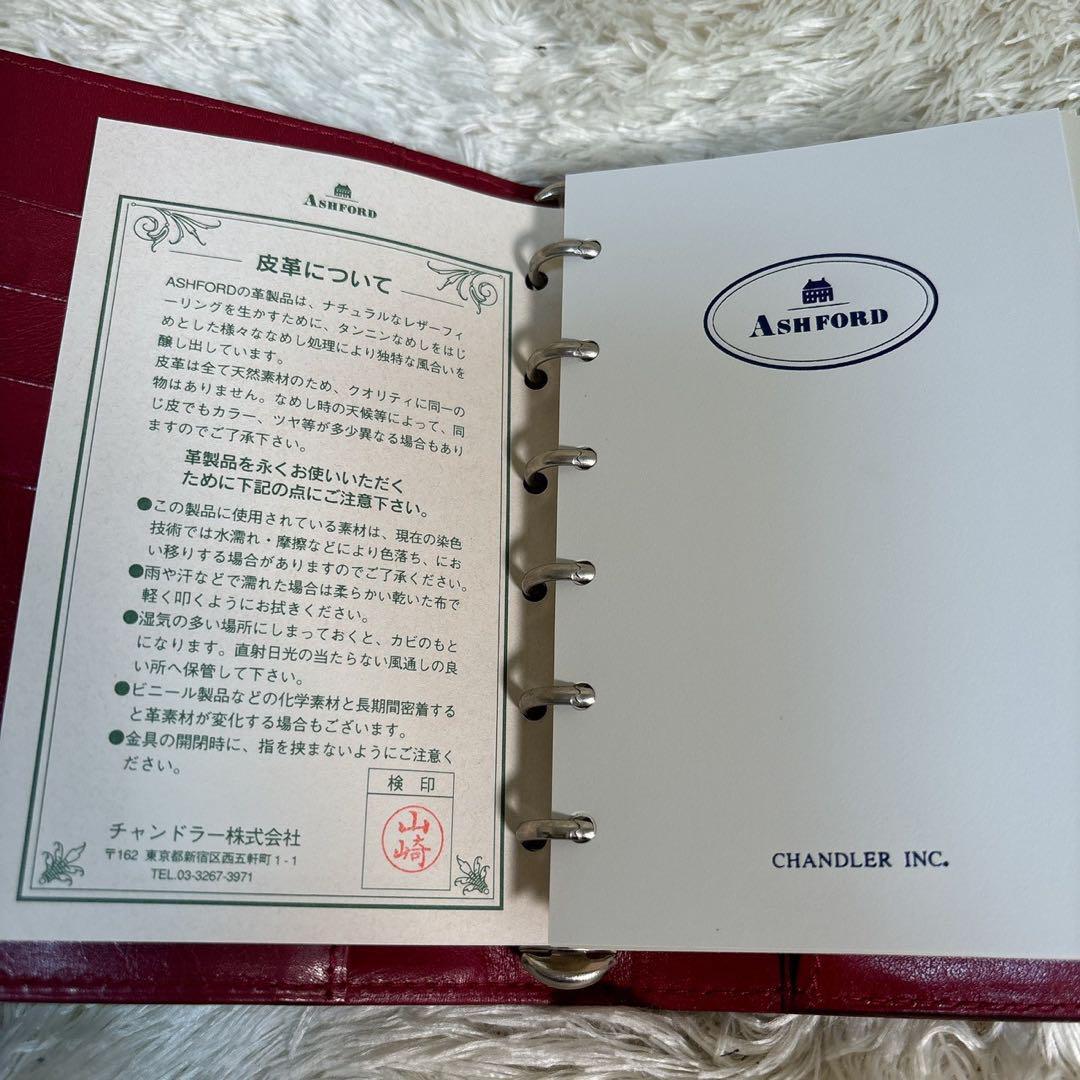 ASHFORD
皮革について
ASHFORDの革製品は、ナチュラルなレザーフィ
ーリングを生かすために、タンニンなめしをはじ
めとした様々ななめし処理により独特な風合いを
醸し出しています。
皮革は全て天然素材のため、クオリティに同一の
物はありません。なめし時の天候等によって、同
じ皮でもカラー、ツヤ等が多少異なる場合もあり
ますのでご了承下さい。
革製品を永くお使いいただく
ために下記の点にご注意下さい。
●この製品に使用されている素材は、現在の染色
技術では水濡れ・摩擦などにより色落ち、にお
い移りする場合がありますのでご了承ください。
●雨や汗などで濡れた場合は柔らかい乾いた布で
軽く叩くようにお拭きください。
●湿気の多い場所にしまっておくと、カビのもと
になります。直射日光の当たらない風通しの良
い所へ保管して下さい。
●ビニール製品などの化学素材と長期間密着する
と革素材が変化する場合もございます。
●金具の開閉時に、指を挟まないようにご注意く
ださい。
検 印
山崎
チャンドラー株式会社
〒162 東京都新宿区西五軒町1-1
TEL.03-3267-3971
ASHFORD
CHANDLER INC.